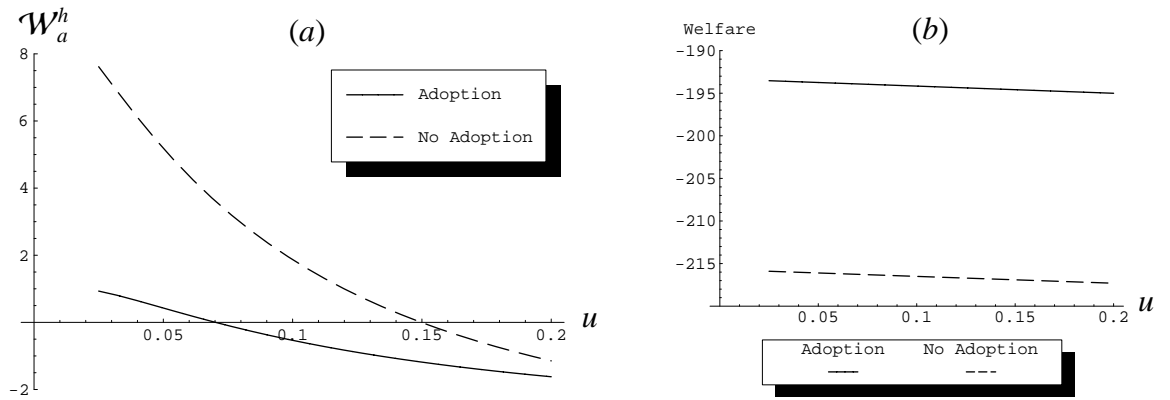 𝒲ₐʰ
(a)
8
6
4
2
-2
0.05 0.1 0.15 0.2
u
Adoption
No Adoption
Welfare
(b)
-190
-195
-200
-205
-210
-215
0.05 0.1 0.15 0.2
u
Adoption No Adoption